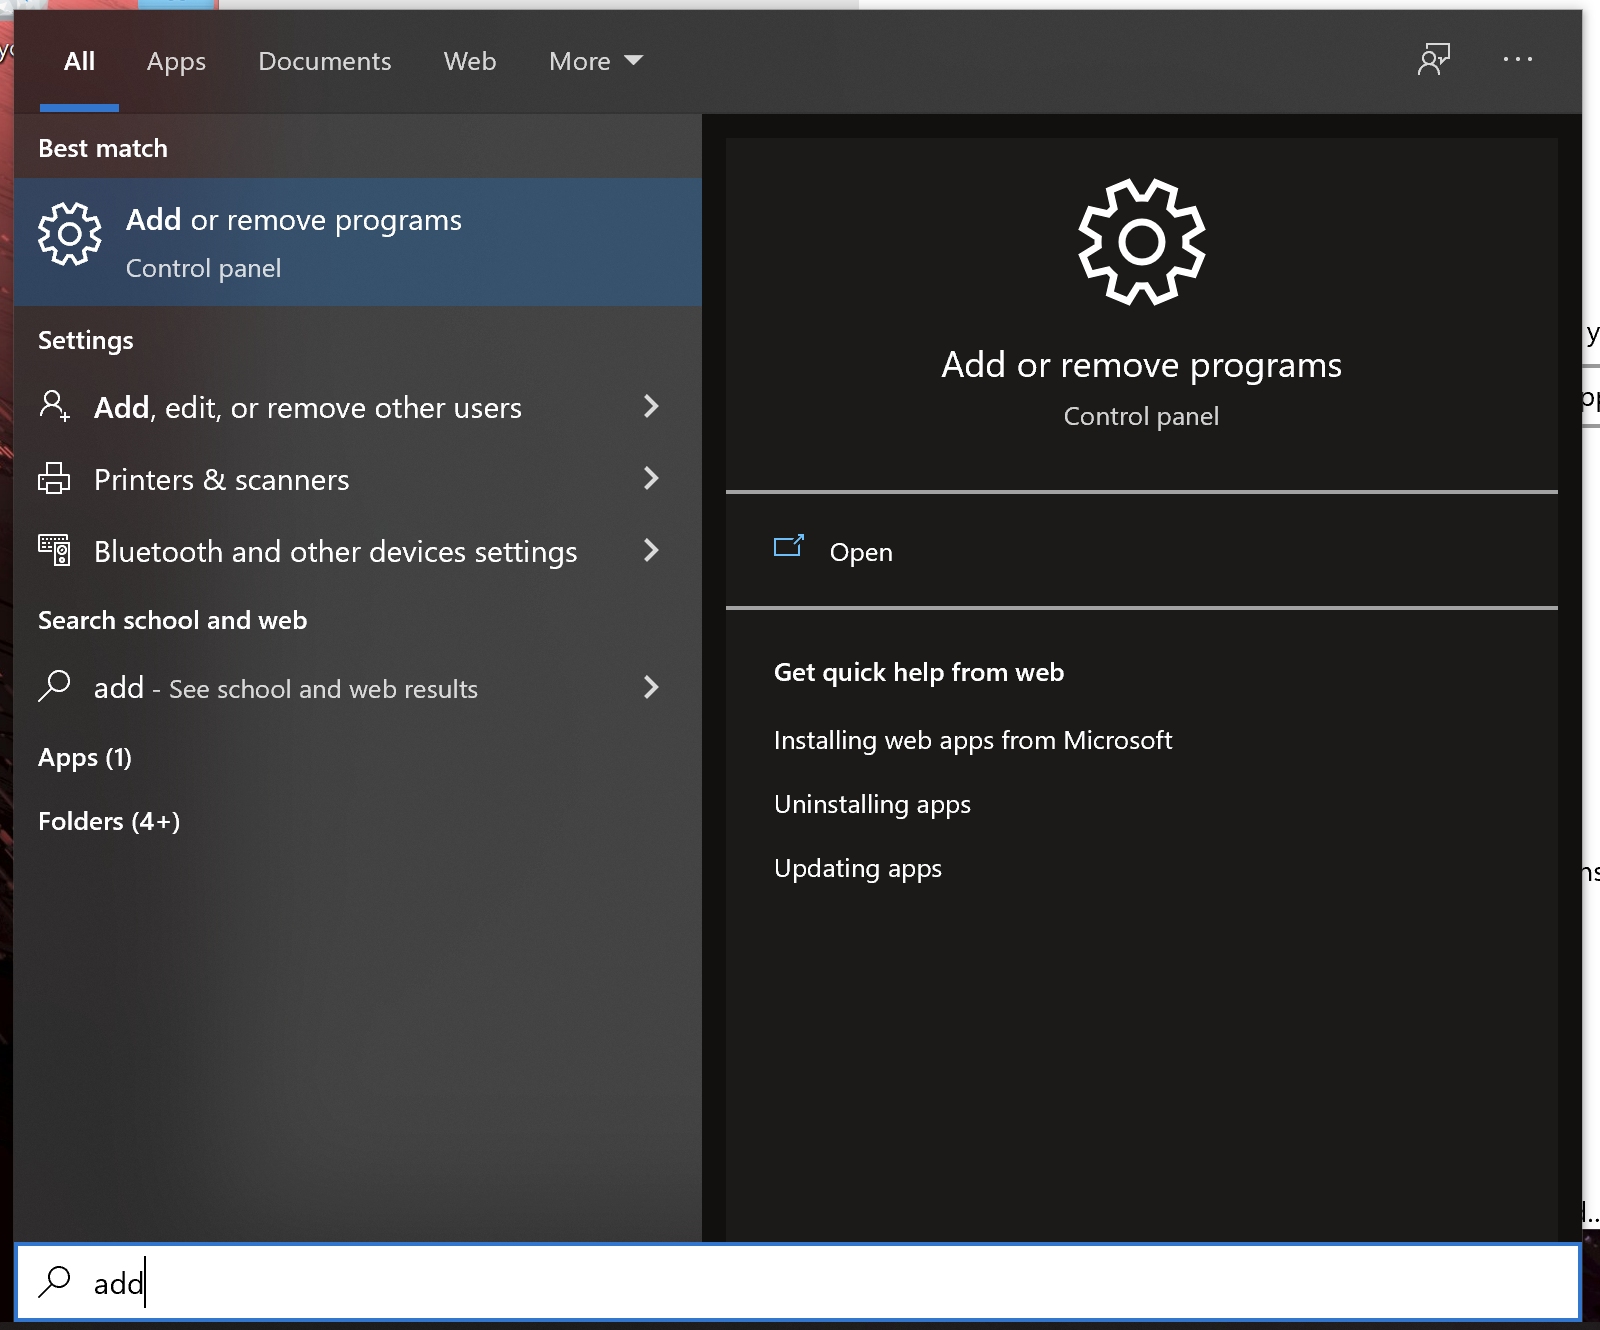 All Apps Documents Web More
Best match
Add or remove programs
Control panel
Settings
Add, edit, or remove other users
Printers & scanners
Bluetooth and other devices settings
Search school and web
add - See school and web results
Apps (1)
Folders (4+)
Add or remove programs
Control panel
Open
Get quick help from web
Installing web apps from Microsoft
Uninstalling apps
Updating apps
add